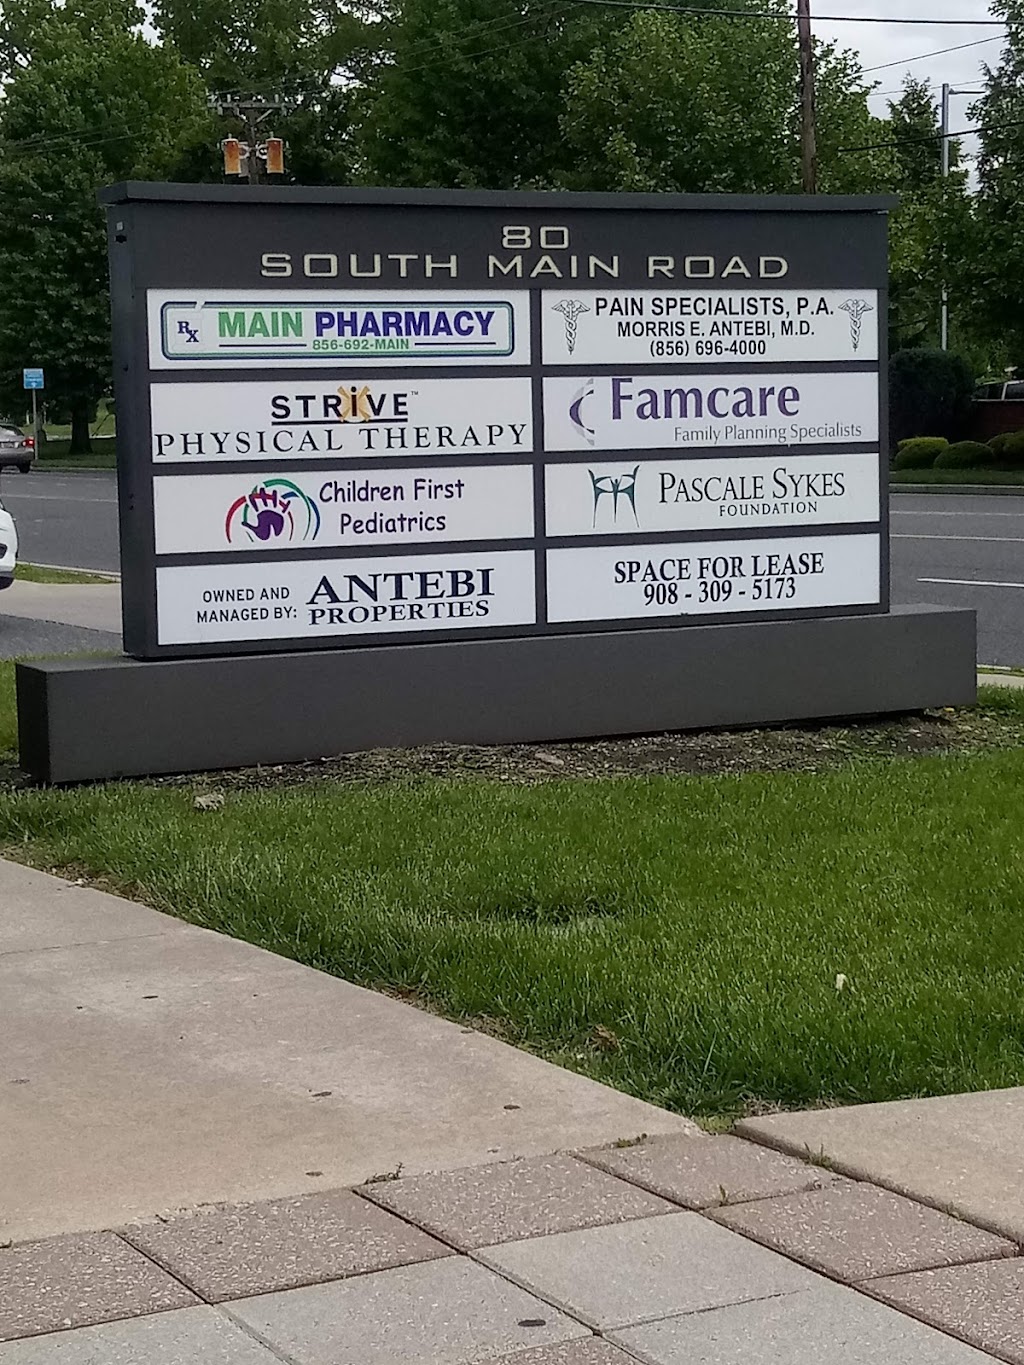 80
SOUTH MAIN ROAD
RX MAIN PHARMACY
856-692-MAIN
PAIN SPECIALISTS, P.A.
MORRIS E. ANTEBI, M.D.
(856) 696-4000
STRiVE™
PHYSICAL THERAPY
Famcare
Family Planning Specialists
Children First
Pediatrics
PASCALE SYKES
FOUNDATION
OWNED AND
MANAGED BY:
ANTEBI
PROPERTIES
SPACE FOR LEASE
908 - 309 - 5173